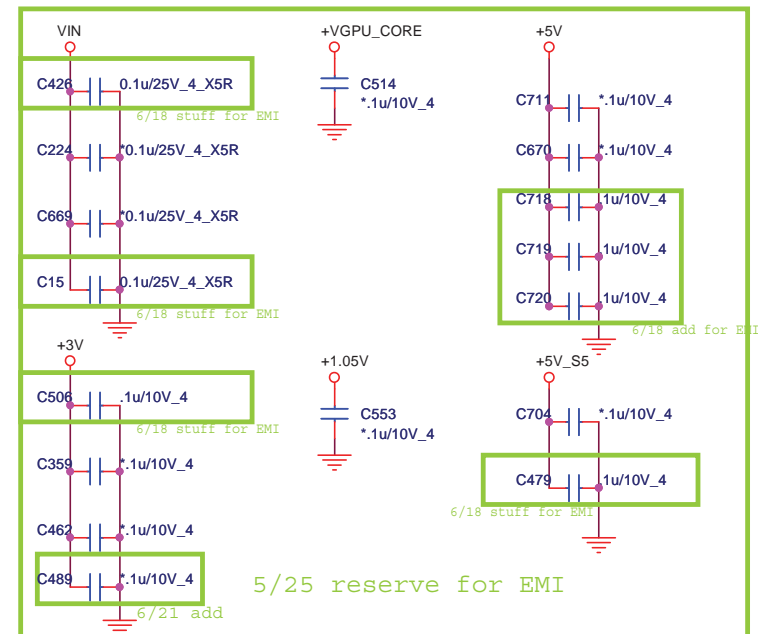 VIN
C426 0.1u/25V_4_X5R
6/18 stuff for EMI
C224 *0.1u/25V_4_X5R
C669 *0.1u/25V_4_X5R
C15 0.1u/25V_4_X5R
6/18 stuff for EMI
+VGPU_CORE
C514
*.1u/10V_4
+5V
C711 *.1u/10V_4
C670 *.1u/10V_4
C718 .1u/10V_4
C719 .1u/10V_4
C720 .1u/10V_4
6/18 add for EMI
+3V
C506 .1u/10V_4
6/18 stuff for EMI
C359 *.1u/10V_4
C462 *.1u/10V_4
C489 *.1u/10V_4
6/21 add
+1.05V
C553
*.1u/10V_4
+5V_S5
C704 *.1u/10V_4
C479 .1u/10V_4
6/18 stuff for EMI
5/25 reserve for EMI